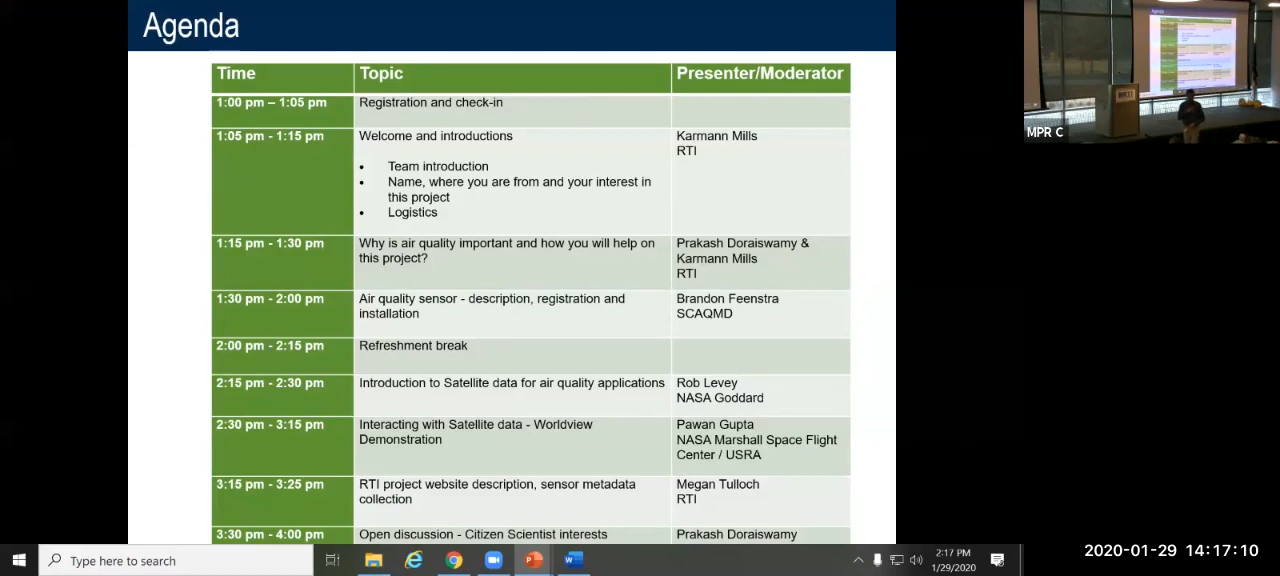 Agenda
Time Topic Presenter/Moderator
1:00 pm – 1:05 pm Registration and check-in
1:05 pm - 1:15 pm Welcome and introductions Karmann Mills
RTI
• Team introduction
• Name, where you are from and your interest in
this project
• Logistics
1:15 pm - 1:30 pm Why is air quality important and how you will help on Prakash Doraiswamy &
this project? Karmann Mills
RTI
1:30 pm - 2:00 pm Air quality sensor - description, registration and Brandon Feenstra
installation SCAQMD
2:00 pm - 2:15 pm Refreshment break
2:15 pm - 2:30 pm Introduction to Satellite data for air quality applications Rob Levey
NASA Goddard
2:30 pm - 3:15 pm Interacting with Satellite data - Worldview Pawan Gupta
Demonstration NASA Marshall Space Flight
Center / USRA
3:15 pm - 3:25 pm RTI project website description, sensor metadata Megan Tulloch
collection RTI
3:30 pm - 4:00 pm Open discussion - Citizen Scientist interests Prakash Doraiswamy
MPR C
Type here to search
2:17 PM
1/29/2020
2020-01-29 14:17:10